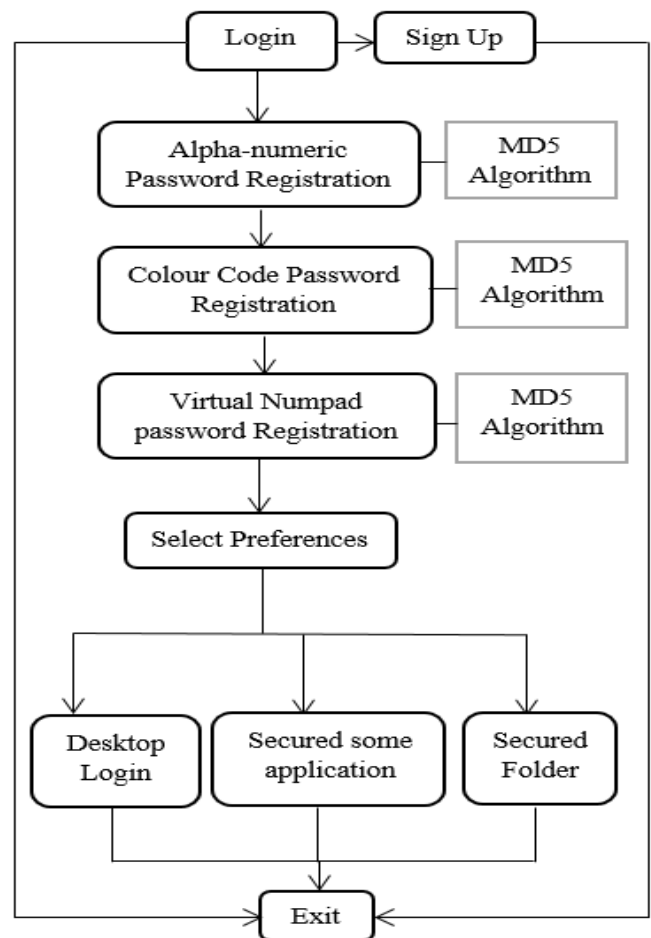 Login
Sign Up
Alpha-numeric
Password Registration
MD5
Algorithm
Colour Code Password
Registration
MD5
Algorithm
Virtual Numpad
password Registration
MD5
Algorithm
Select Preferences
Desktop
Login
Secured some
application
Secured
Folder
Exit